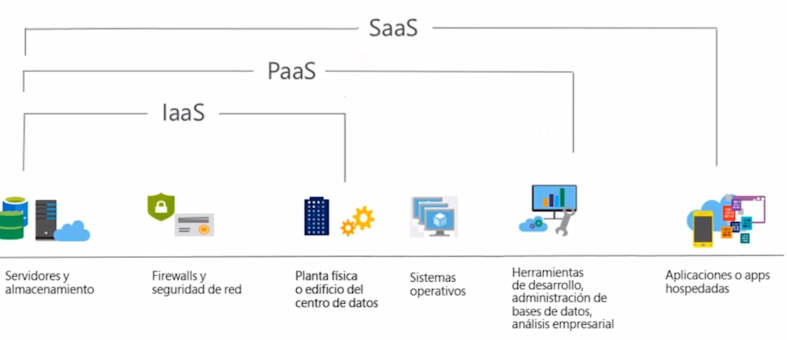 SaaS
PaaS
IaaS
Servidores y
almacenamiento
Firewalls y
seguridad de red
Planta física
o edificio del
centro de datos
Sistemas
operativos
Herramientas
de desarrollo,
administración de
bases de datos,
análisis empresarial
Aplicaciones o apps
hospedadas